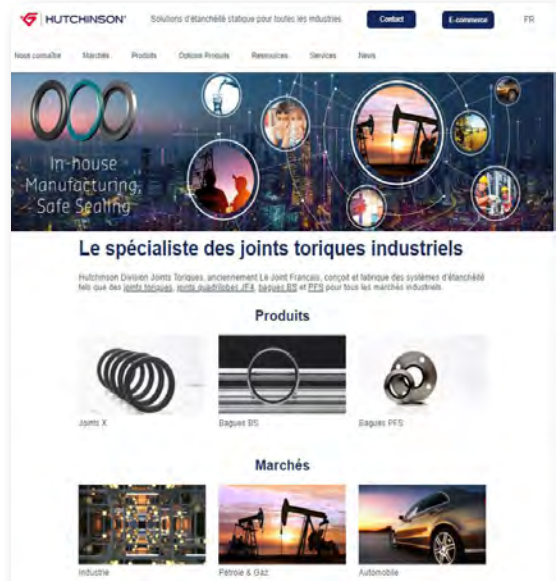 HUTCHINSON®
Solutions d'étanchéité statique pour toutes les industries
Contact
E-commerce
FR
Nous connaître
Marchés
Produits
Options Produits
Ressources
Services
News
In-house
Manufacturing,
Safe Sealing
Le spécialiste des joints toriques industriels
Hutchinson Division Joints Toriques, anciennement Le Joint Français, conçoit et fabrique des systèmes d'étanchéité
tels que des joints toriques, joints quadrilobes JF4, bagues BS et PFS pour tous les marchés industriels.
Produits
Joints X
Bagues BS
Bagues PFS
Marchés
Industrie
Pétrole & Gaz
Automobile